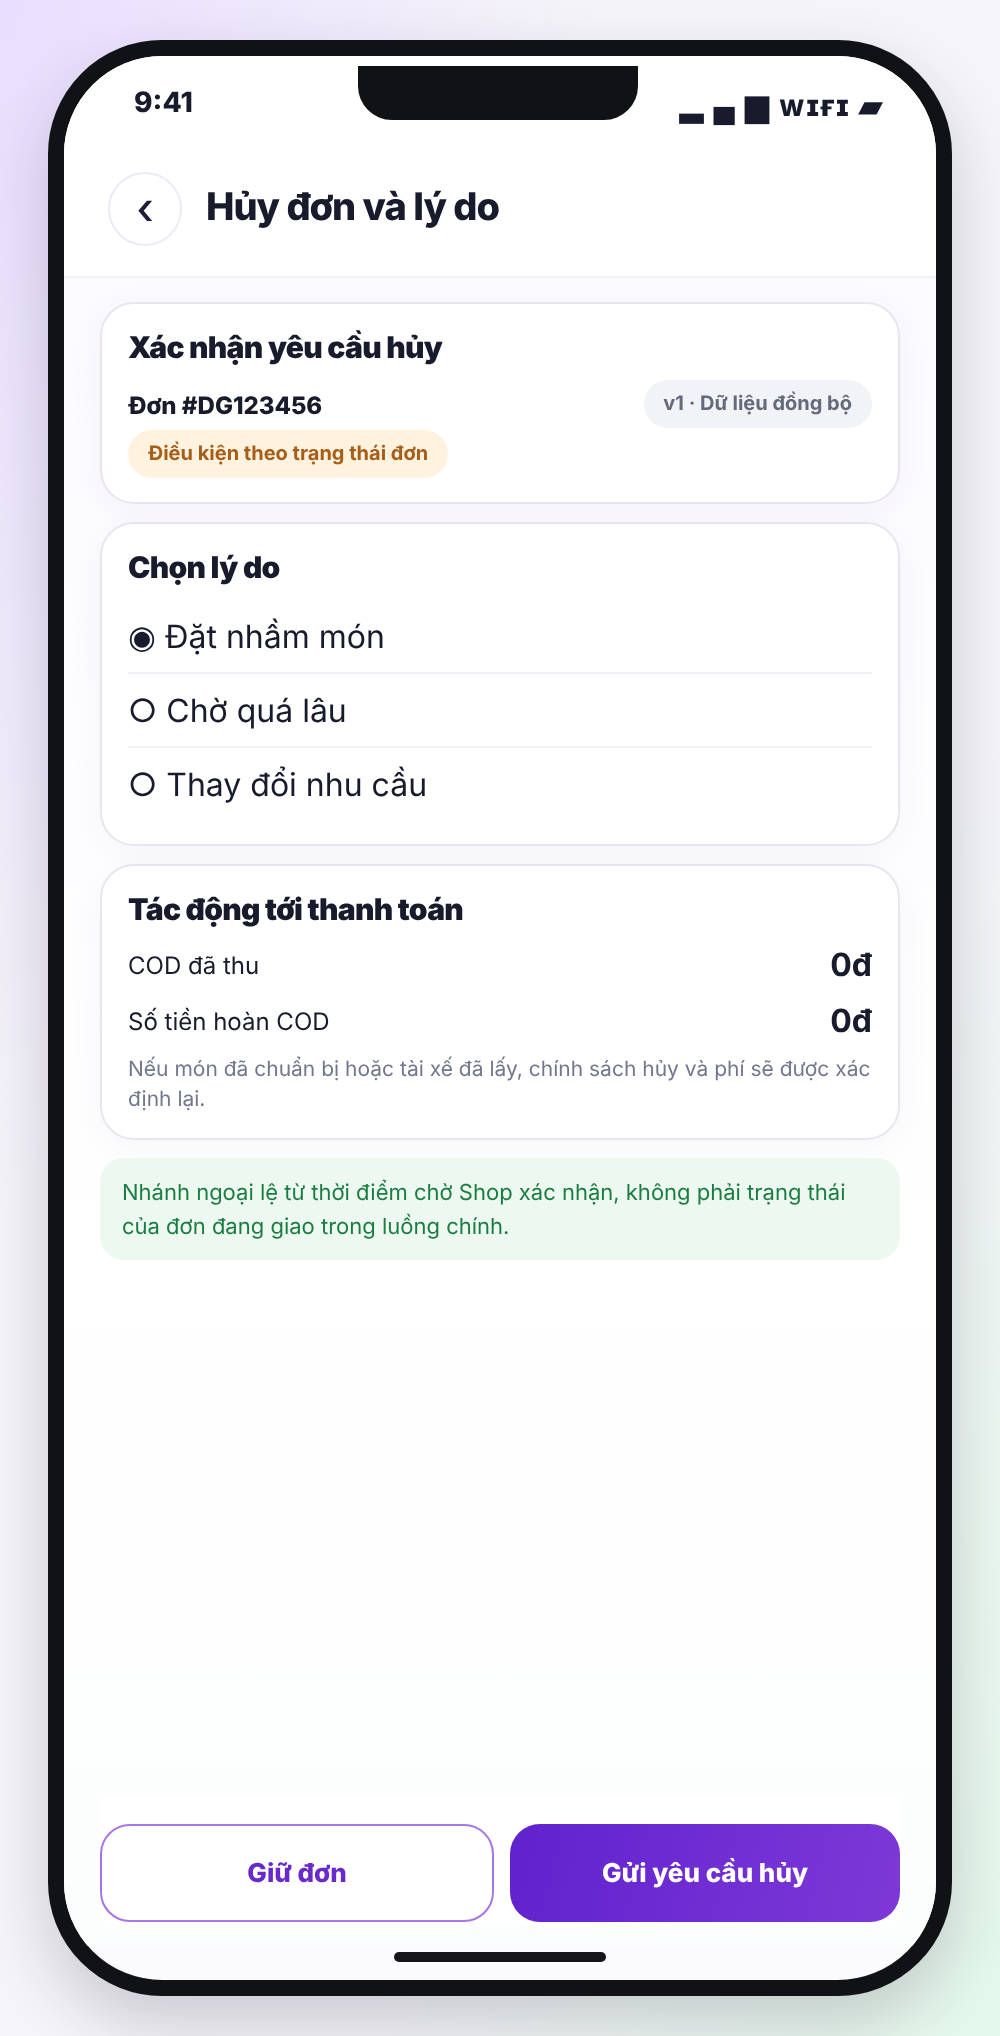 9:41
WIFI
Hủy đơn và lý do
Xác nhận yêu cầu hủy
Đơn #DG123456
v1 · Dữ liệu đồng bộ
Điều kiện theo trạng thái đơn
Chọn lý do
Đặt nhầm món
Chờ quá lâu
Thay đổi nhu cầu
Tác động tới thanh toán
COD đã thu 0đ
Số tiền hoàn COD 0đ
Nếu món đã chuẩn bị hoặc tài xế đã lấy, chính sách hủy và phí sẽ được xác
định lại.
Nhánh ngoại lệ từ thời điểm chờ Shop xác nhận, không phải trạng thái
của đơn đang giao trong luồng chính.
Giữ đơn
Gửi yêu cầu hủy